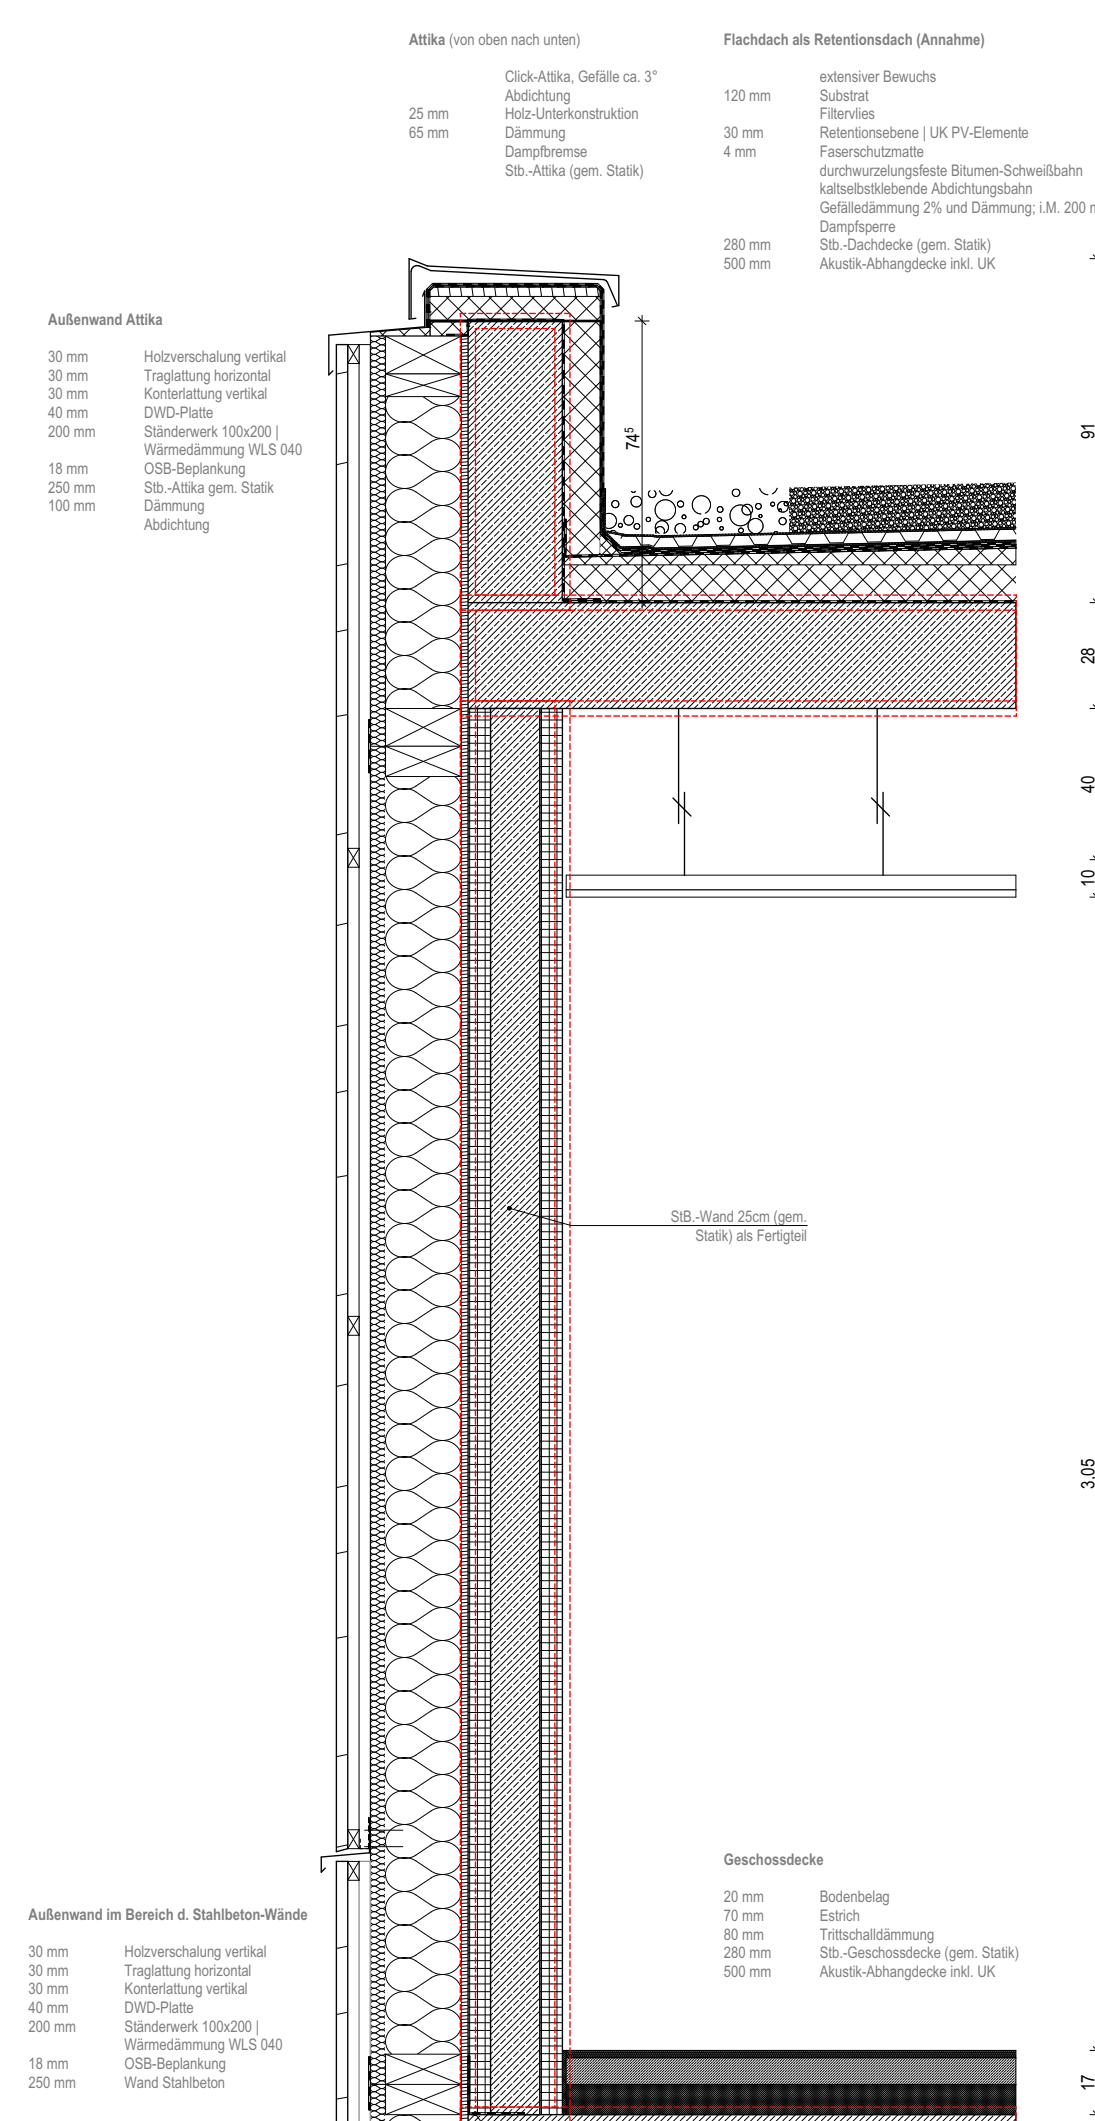 Attika (von oben nach unten)
Click-Attika, Gefälle ca. 3°
Abdichtung
25 mm Holz-Unterkonstruktion
65 mm Dämmung
Dampfbremse
Stb.-Attika (gem. Statik)
Flachdach als Retentionsdach (Annahme)
extensiver Bewuchs
120 mm Substrat
Filtervlies
30 mm Retentionsebene | UK PV-Elemente
4 mm Faserschutzmatte
durchwurzelungsfeste Bitumen-Schweißbahn
kaltselbstklebende Abdichtungsbahn
Gefälledämmung 2% und Dämmung; i.M. 200
Dampfsperre
280 mm Stb.-Dachdecke (gem. Statik)
500 mm Akustik-Abhangdecke inkl. UK
Außenwand Attika
30 mm Holzverschalung vertikal
30 mm Traglattung horizontal
30 mm Konterlattung vertikal
40 mm DWD-Platte
200 mm Ständerwerk 100x200 |
Wärmedämmung WLS 040
18 mm OSB-Beplankung
250 mm Stb.-Attika gem. Statik
100 mm Dämmung
Abdichtung
74⁵
91
28
40
10
StB.-Wand 25cm (gem.
Statik) als Fertigteil
3.05
Geschossdecke
20 mm Bodenbelag
70 mm Estrich
80 mm Trittschalldämmung
280 mm Stb.-Geschossdecke (gem. Statik)
500 mm Akustik-Abhangdecke inkl. UK
Außenwand im Bereich d. Stahlbeton-Wände
30 mm Holzverschalung vertikal
30 mm Traglattung horizontal
30 mm Konterlattung vertikal
40 mm DWD-Platte
200 mm Ständerwerk 100x200 |
Wärmedämmung WLS 040
18 mm OSB-Beplankung
250 mm Wand Stahlbeton
17